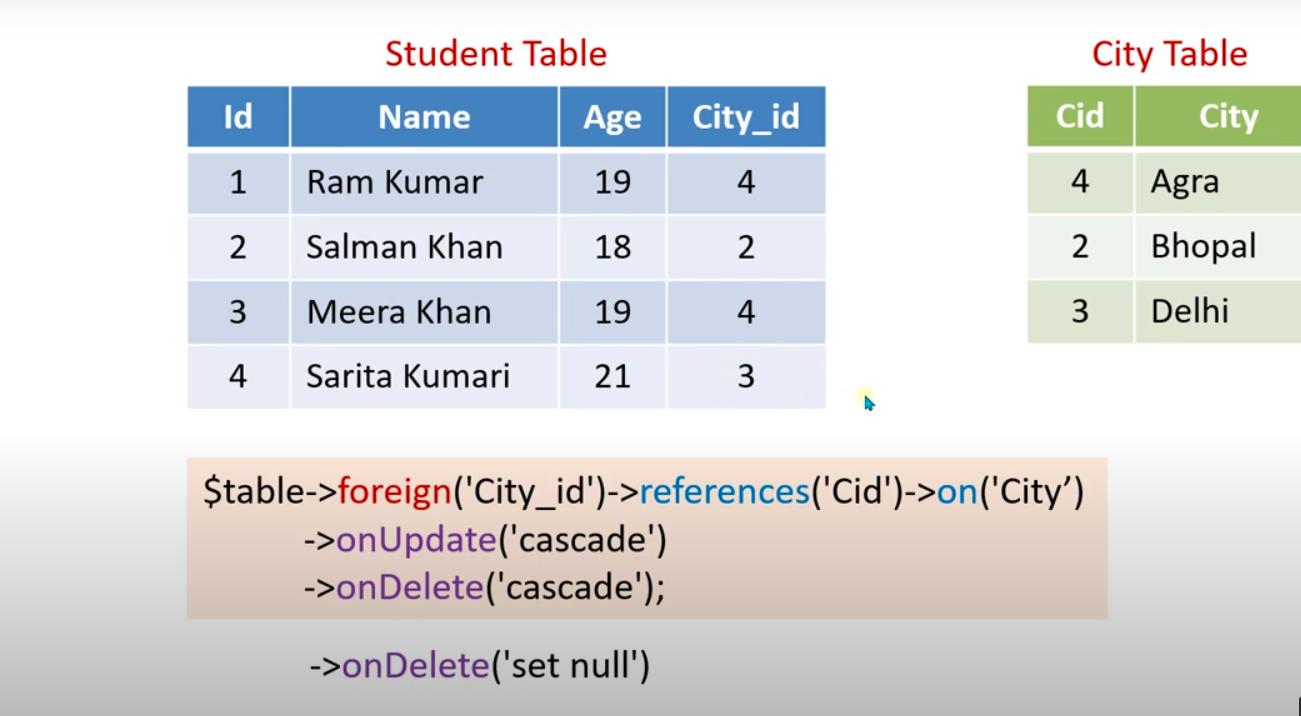 Student Table
Id Name Age City_id
1 Ram Kumar 19 4
2 Salman Khan 18 2
3 Meera Khan 19 4
4 Sarita Kumari 21 3
City Table
Cid City
4 Agra
2 Bhopal
3 Delhi
$table->foreign('City_id')->references('Cid')->on('City’)
->onUpdate('cascade')
->onDelete('cascade');
->onDelete('set null')